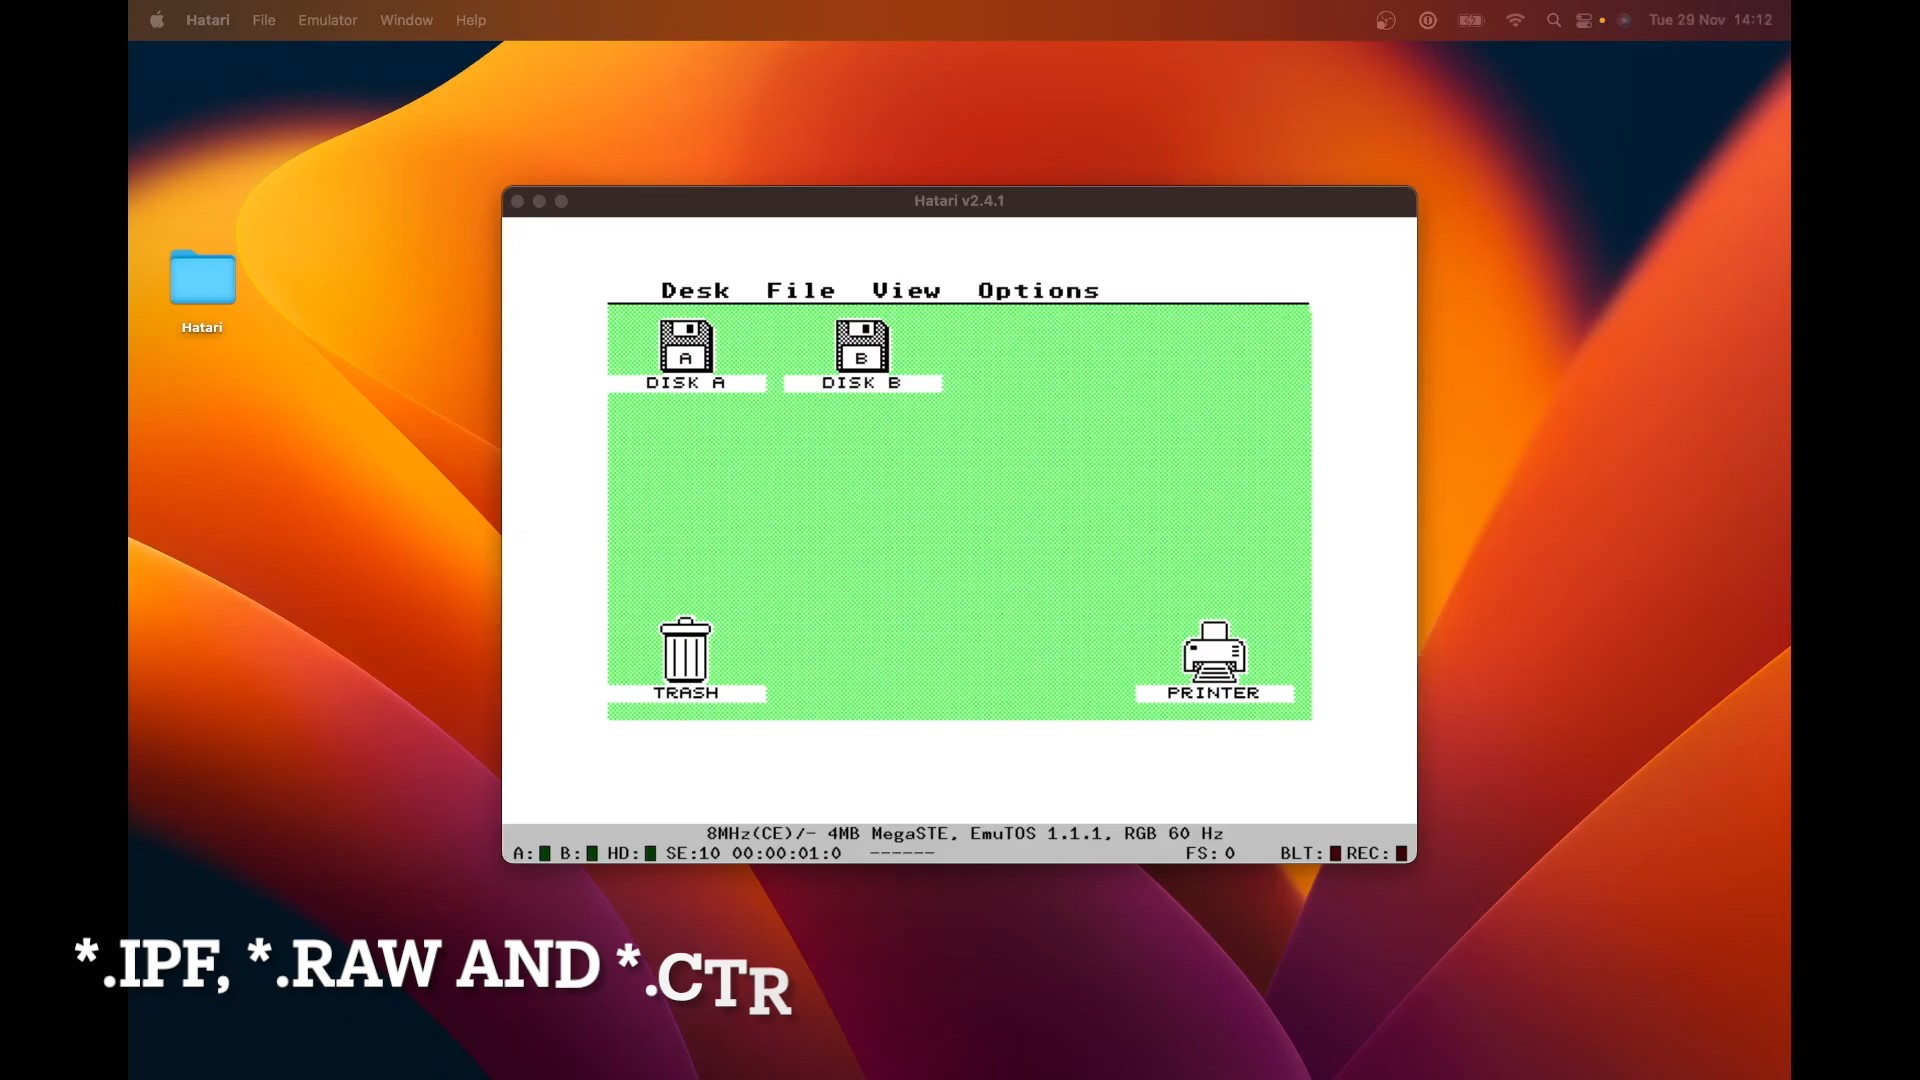 Hatari File Emulator Window Help Tue 29 Nov 14:12
Hatari v2.4.1
Desk File View Options
A B
DISK A DISK B
Hatari
TRASH PRINTER
8MHz(CE)/- 4MB MegaSTE, EmuTOS 1.1.1, RGB 60 Hz
A: B: HD: SE:10 00:00:01:0 ------ FS: 0 BLT: REC:
*.IPF, *.RAW AND *.CTR